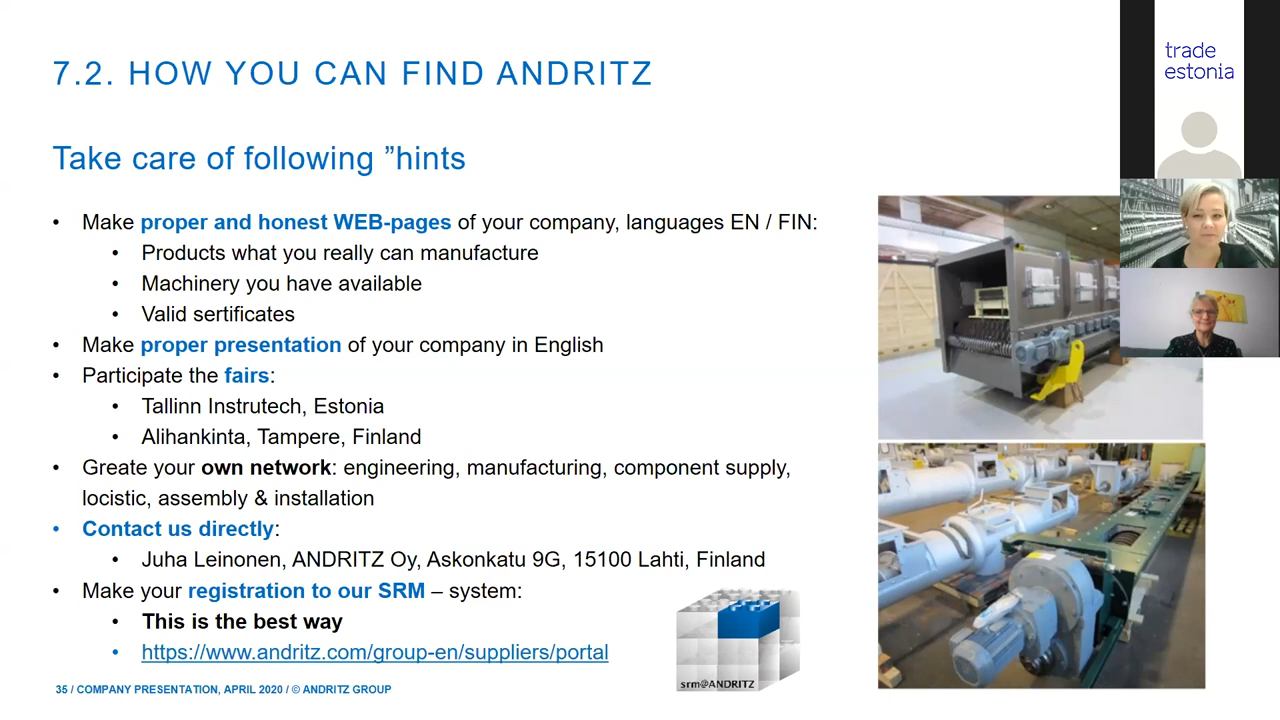 7.2. HOW YOU CAN FIND ANDRITZ
Take care of following ”hints
• Make proper and honest WEB-pages of your company, languages EN / FIN:
• Products what you really can manufacture
• Machinery you have available
• Valid sertificates
• Make proper presentation of your company in English
• Participate the fairs:
• Tallinn Instrutech, Estonia
• Alihankinta, Tampere, Finland
• Greate your own network: engineering, manufacturing, component supply,
locistic, assembly & installation
• Contact us directly:
• Juha Leinonen, ANDRITZ Oy, Askonkatu 9G, 15100 Lahti, Finland
• Make your registration to our SRM – system:
• This is the best way
• https://www.andritz.com/group-en/suppliers/portal
srm@ANDRITZ
35 / COMPANY PRESENTATION, APRIL 2020 / © ANDRITZ GROUP
trade
estonia